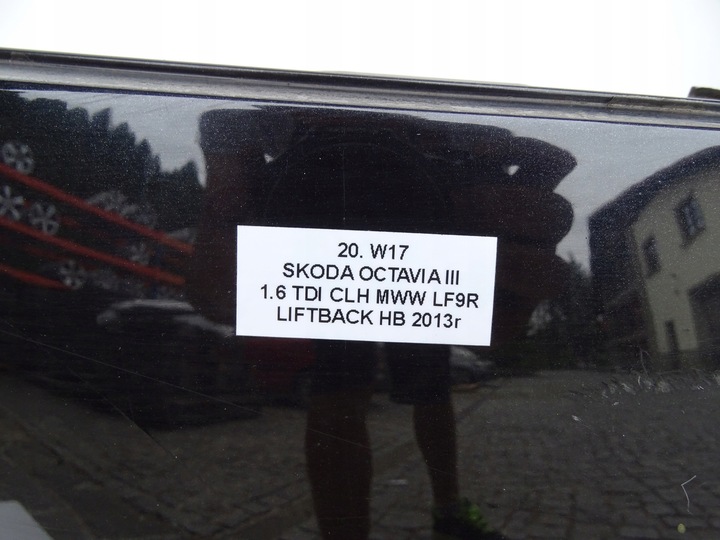 20. W17
SKODA OCTAVIA III
1.6 TDI CLH MWW LF9R
LIFTBACK HB 2013r